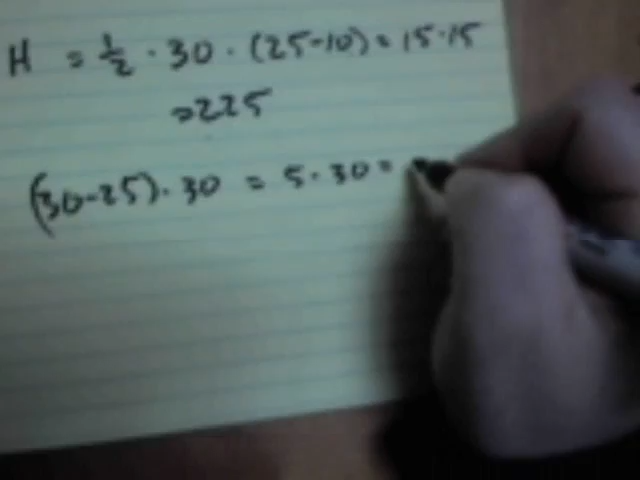 H = 1/2 · 30 · (25-10) = 15·15
=225
(30-25)·30 = 5·30=